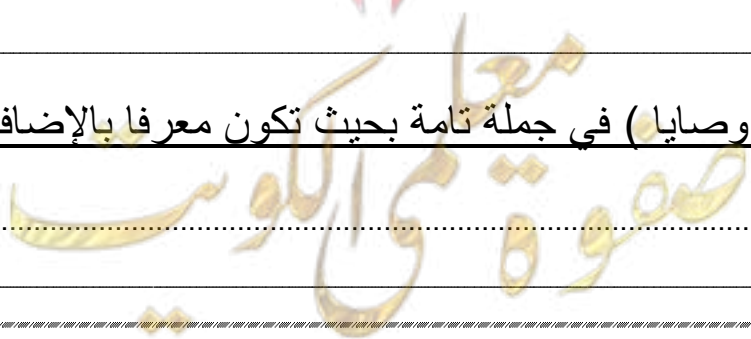 وصايا ) في جملة تامة بحيث تكون معرفا بالإضاف
صفوة معلمي الكويت